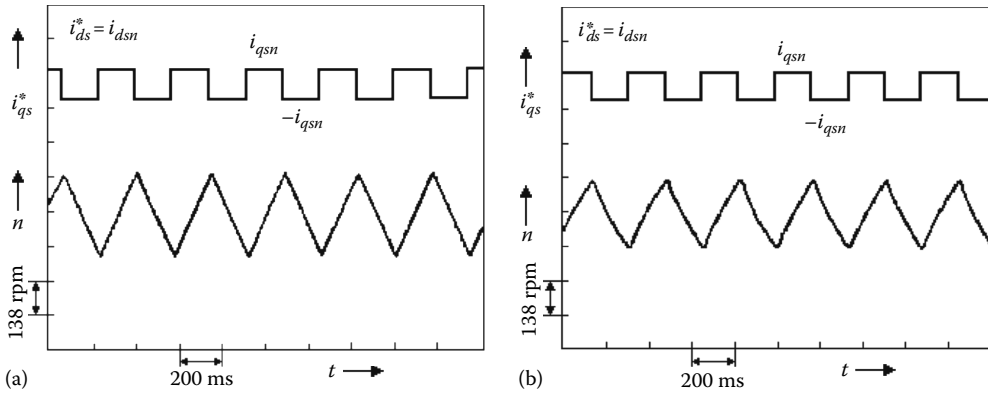 i*ds = idsn
iqsn
i*qs
−iqsn
n
138 rpm
200 ms
t
(a)
i*ds = idsn
iqsn
i*qs
−iqsn
n
138 rpm
200 ms
t
(b)